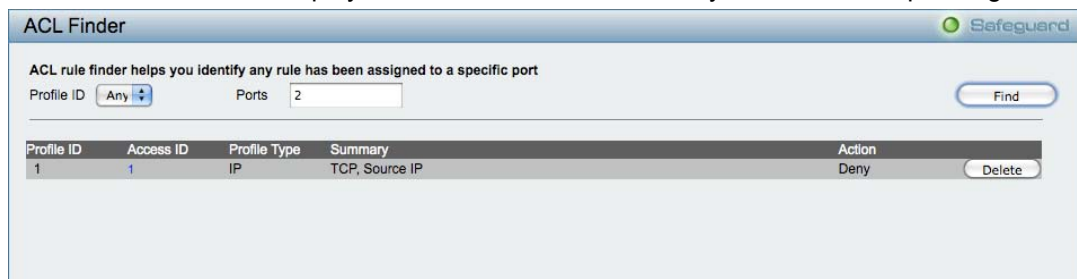 ACL Finder Safeguard
ACL rule finder helps you identify any rule has been assigned to a specific port
Profile ID Any Ports 2 Find
Profile ID Access ID Profile Type Summary Action
1 1 IP TCP, Source IP Deny Delete